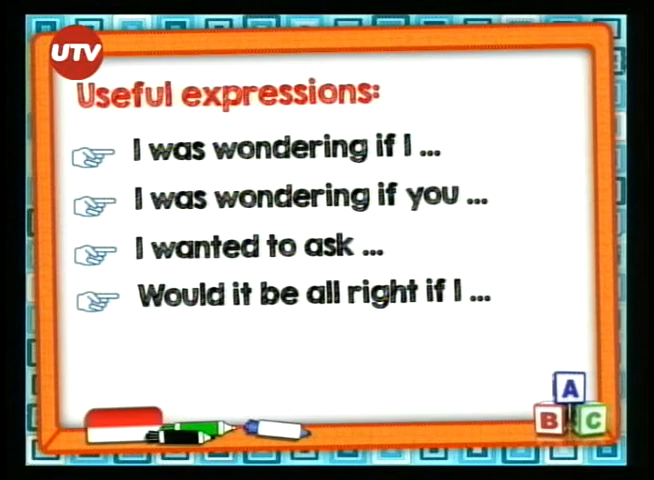 UTV
Useful expressions:
I was wondering if I ...
I was wondering if you ...
I wanted to ask ...
Would it be all right if I ...
A
B C